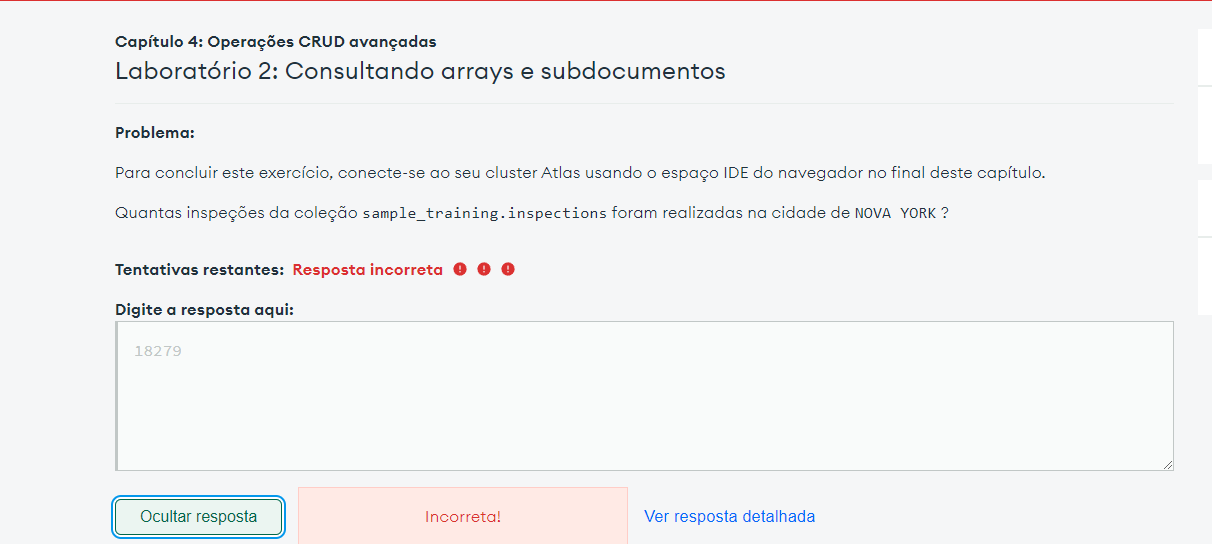 Capítulo 4: Operações CRUD avançadas
Laboratório 2: Consultando arrays e subdocumentos
Problema:
Para concluir este exercício, conecte-se ao seu cluster Atlas usando o espaço IDE do navegador no final deste capítulo.
Quantas inspeções da coleção sample_training.inspections foram realizadas na cidade de NOVA YORK ?
Tentativas restantes: Resposta incorreta
Digite a resposta aqui:
18279
Ocultar resposta Incorreta! Ver resposta detalhada